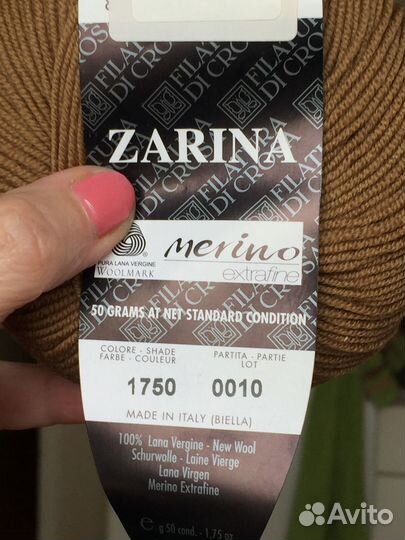 FILATURA
DI CROSA
ZARINA
PURA LANA VERGINE
WOOLMARK
merino
extrafine
50 GRAMS AT NET STANDARD CONDITION
COLORE - SHADE
FARBE - COULEUR
PARTITA - PARTIE
LOT
1750
0010
MADE IN ITALY (BIELLA)
100% Lana Vergine - New Wool
Schurwolle - Laine Vierge
Lana Virgen
Merino Extrafine
e g 50 cond. - 1,75 oz
Avito